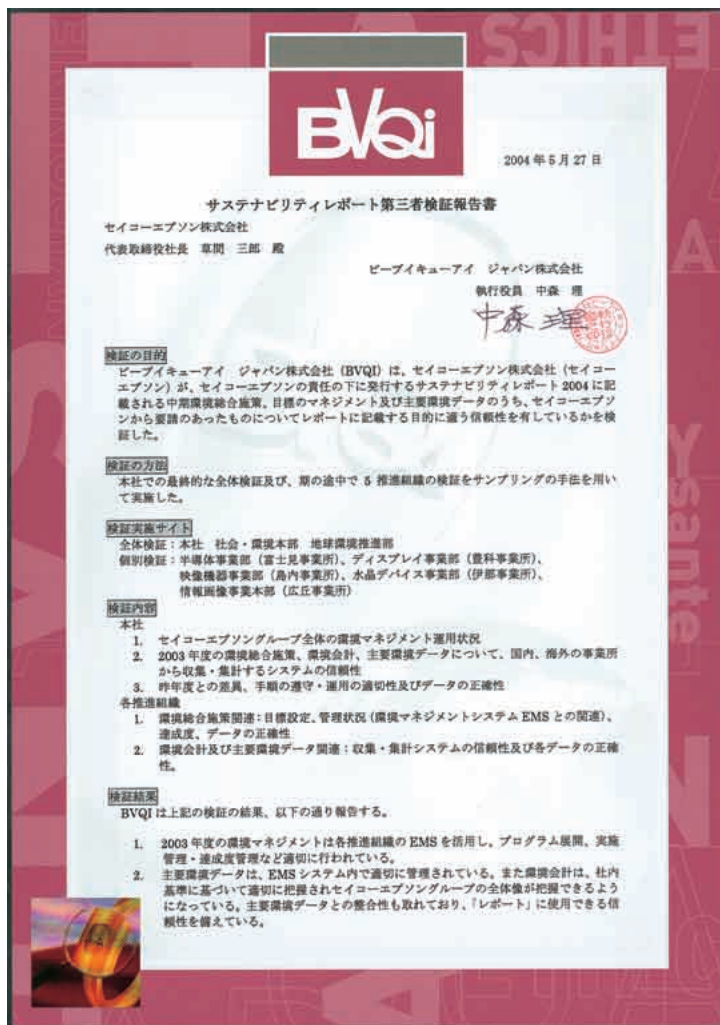 ETHICS
BVQi
2004年5月27日
サステナビリティレポート第三者検証報告書
セイコーエプソン株式会社
代表取締役社長 草間 三郎 殿
ビーブイキューアイ ジャパン株式会社
執行役員 中森 理
中森 理
検証の目的
ビーブイキューアイ ジャパン株式会社(BVQI)は、セイコーエプソン株式会社(セイコー
エプソン)が、セイコーエプソンの責任の下に発行するサステナビリティレポート2004に記
載される中期環境総合施策、目標のマネジメント及び主要環境データのうち、セイコーエプソ
ンから要請のあったものについてレポートに記載する目的に適う信頼性を有しているかを検
証した。
検証の方法
本社での最終的な全体検証及び、期の途中で 5 推進組織の検証をサンプリングの手法を用い
て実施した。
検証実施サイト
全体検証:本社 社会・環境本部 地球環境推進部
個別検証:半導体事業部(富士見事業所)、ディスプレイ事業部(豊科事業所)、
映像機器事業部(島内事業所)、水晶デバイス事業部(伊那事業所)、
情報画像事業本部(広丘事業所)
検証内容
本社
1. セイコーエプソングループ全体の環境マネジメント運用状況
2. 2003年度の環境総合施策、環境会計、主要環境データについて、国内、海外の事業所
から収集・集計するシステムの信頼性
3. 昨年度との差異、手順の遵守・運用の適切性及びデータの正確性
各推進組織
1. 環境総合施策関連:目標設定、管理状況(環境マネジメントシステムEMSとの関連)、
達成度、データの正確性
2. 環境会計及び主要環境データ関連:収集・集計システムの信頼性及び各データの正確
性。
検証結果
BVQIは上記の検証の結果、以下の通り報告する。
1. 2003年度の環境マネジメントは各推進組織のEMSを活用し、プログラム展開、実施
管理・達成度管理など適切に行われている。
2. 主要環境データは、EMSシステム内で適切に管理されている。また環境会計は、社内
基準に基づいて適切に把握されセイコーエプソングループの全体像が把握できるよう
になっている。主要環境データとの整合性も取れており、「レポート」に使用できる信
頼性を備えている。
Ysante